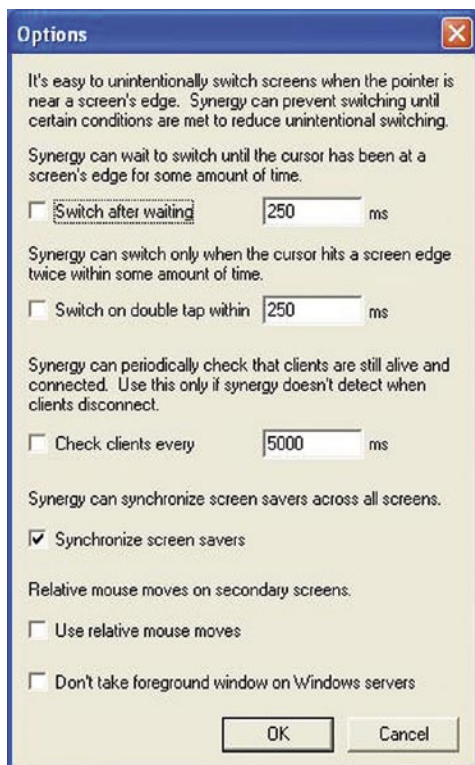 Options
It's easy to unintentionally switch screens when the pointer is
near a screen's edge. Synergy can prevent switching until
certain conditions are met to reduce unintentional switching.
Synergy can wait to switch until the cursor has been at a
screen's edge for some amount of time.
Switch after waiting 250 ms
Synergy can switch only when the cursor hits a screen edge
twice within some amount of time.
Switch on double tap within 250 ms
Synergy can periodically check that clients are still alive and
connected. Use this only if synergy doesn't detect when
clients disconnect.
Check clients every 5000 ms
Synergy can synchronize screen savers across all screens.
Synchronize screen savers
Relative mouse moves on secondary screens.
Use relative mouse moves
Don't take foreground window on Windows servers
OK Cancel